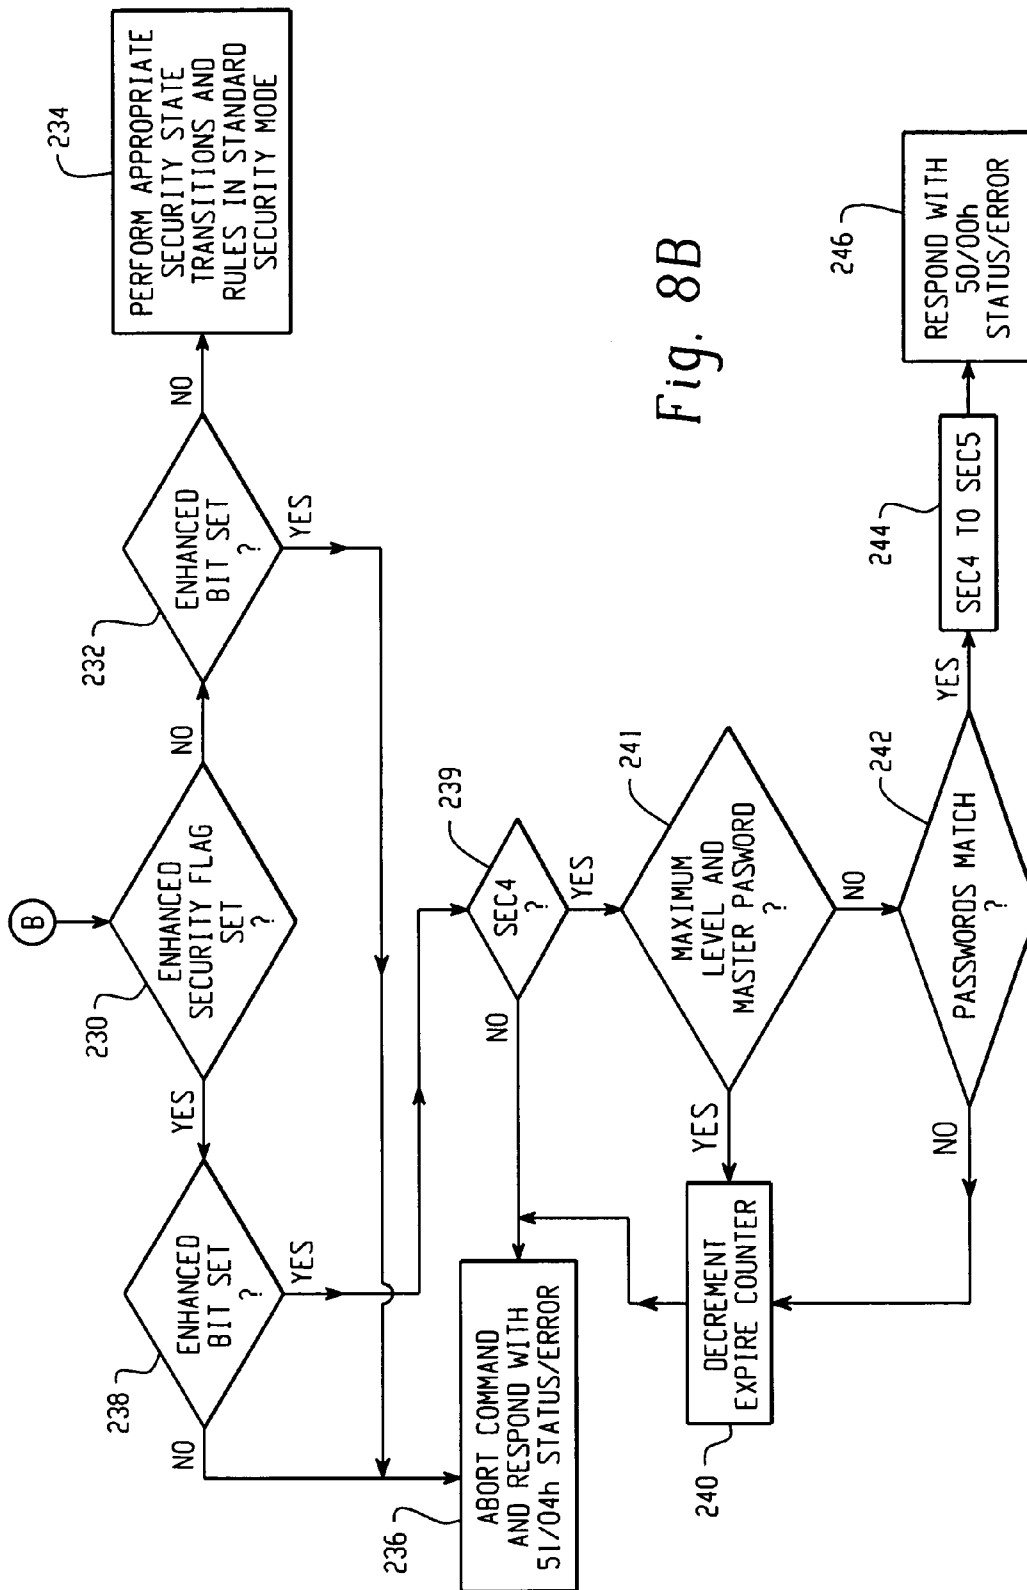 B
230
ENHANCED
SECURITY FLAG
SET
?
NO
YES
232
ENHANCED
BIT SET
?
NO
YES
234
PERFORM APPROPRIATE
SECURITY STATE
TRANSITIONS AND
RULES IN STANDARD
SECURITY MODE
238
ENHANCED
BIT SET
?
NO
YES
236
ABORT COMMAND
AND RESPOND WITH
51/04h STATUS/ERROR
239
SEC4
?
NO
YES
241
MAXIMUM
LEVEL AND
MASTER PASWORD
?
YES
NO
240
DECREMENT
EXPIRE COUNTER
242
PASSWORDS MATCH
?
NO
YES
244
SEC4 TO SEC5
246
RESPOND WITH
50/00h
STATUS/ERROR
Fig. 8B